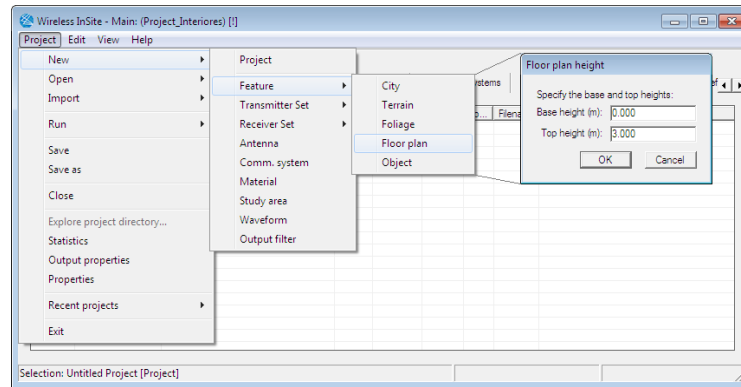 Wireless InSite - Main: (Project_Interiores) [!]
Project Edit View Help
New
Open
Import
Run
Save
Save as
Close
Explore project directory...
Statistics
Output properties
Properties
Recent projects
Exit
Project
Feature
Transmitter Set
Receiver Set
Antenna
Comm. system
Material
Study area
Waveform
Output filter
City
Terrain
Foliage
Floor plan
Object
Floor plan height
Specify the base and top heights:
Base height (m): 0.000
Top height (m): 3.000
OK Cancel
Selection: Untitled Project [Project]